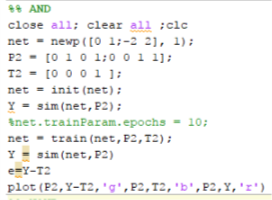 %% AND
close all; clear all ;clc
net = newp([0 1;-2 2], 1);
P2 = [0 1 0 1;0 0 1 1];
T2 = [0 0 0 1 ];
net = init(net);
Y = sim(net,P2);
%net.trainParam.epochs = 10;
net = train(net,P2,T2);
Y = sim(net,P2)
e=Y-T2
plot(P2,Y-T2,'g',P2,T2,'b',P2,Y,'r')